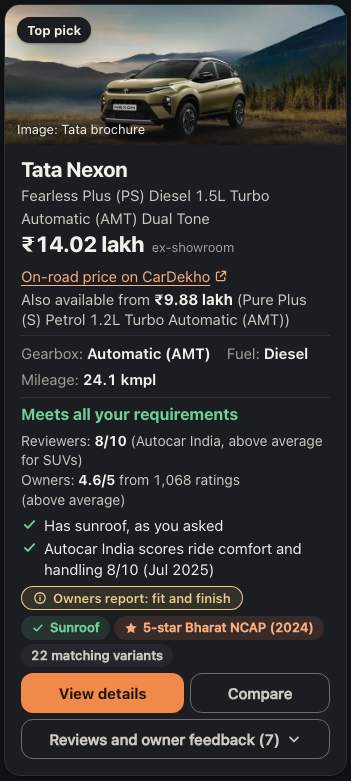 Top pick
NEXON
Image: Tata brochure
Tata Nexon
Fearless Plus (PS) Diesel 1.5L Turbo
Automatic (AMT) Dual Tone
₹14.02 lakh ex-showroom
On-road price on CarDekho
Also available from ₹9.88 lakh (Pure Plus
(S) Petrol 1.2L Turbo Automatic (AMT))
Gearbox: Automatic (AMT) Fuel: Diesel
Mileage: 24.1 kmpl
Meets all your requirements
Reviewers: 8/10 (Autocar India, above average
for SUVs)
Owners: 4.6/5 from 1,068 ratings
(above average)
Has sunroof, as you asked
Autocar India scores ride comfort and
handling 8/10 (Jul 2025)
Owners report: fit and finish
Sunroof 5-star Bharat NCAP (2024)
22 matching variants
View details Compare
Reviews and owner feedback (7)